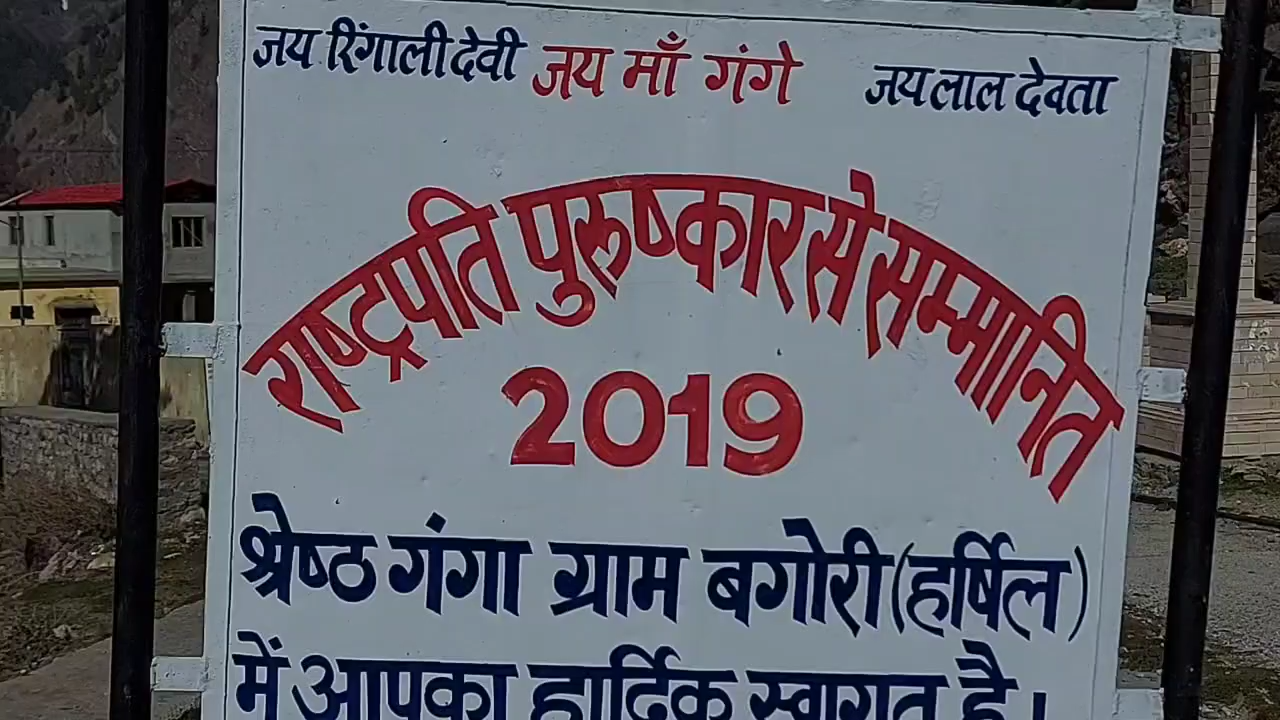 जय रिंगाली देवी जय माँ गंगे जय लाल देवता
राष्ट्रपति पुरूष्कार से सम्मानित
2019
श्रेष्ठ गंगा ग्राम बगोरी (हर्षिल)
में आपका हार्दिक स्वागत है।